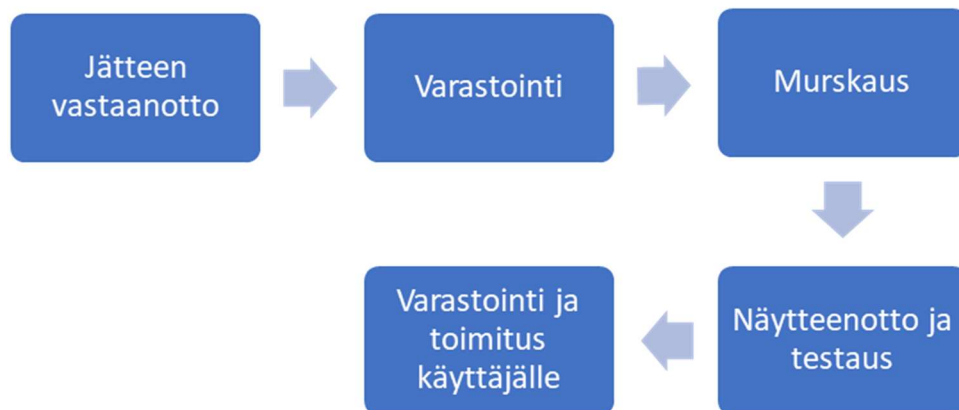 Jätteen
vastaanotto
Varastointi
Murskaus
Näytteenotto ja
testaus
Varastointi ja
toimitus
käyttäjälle